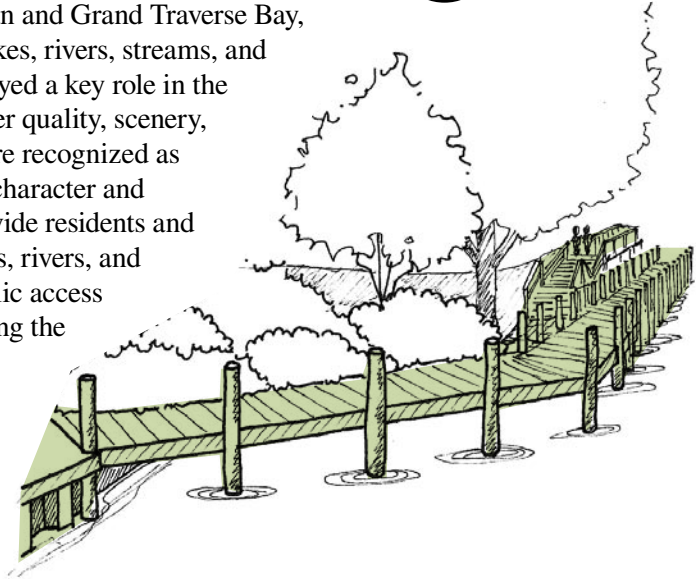 n and Grand Traverse Bay,
kes, rivers, streams, and
yed a key role in the
er quality, scenery,
re recognized as
character and
vide residents and
s, rivers, and
lic access
ng the